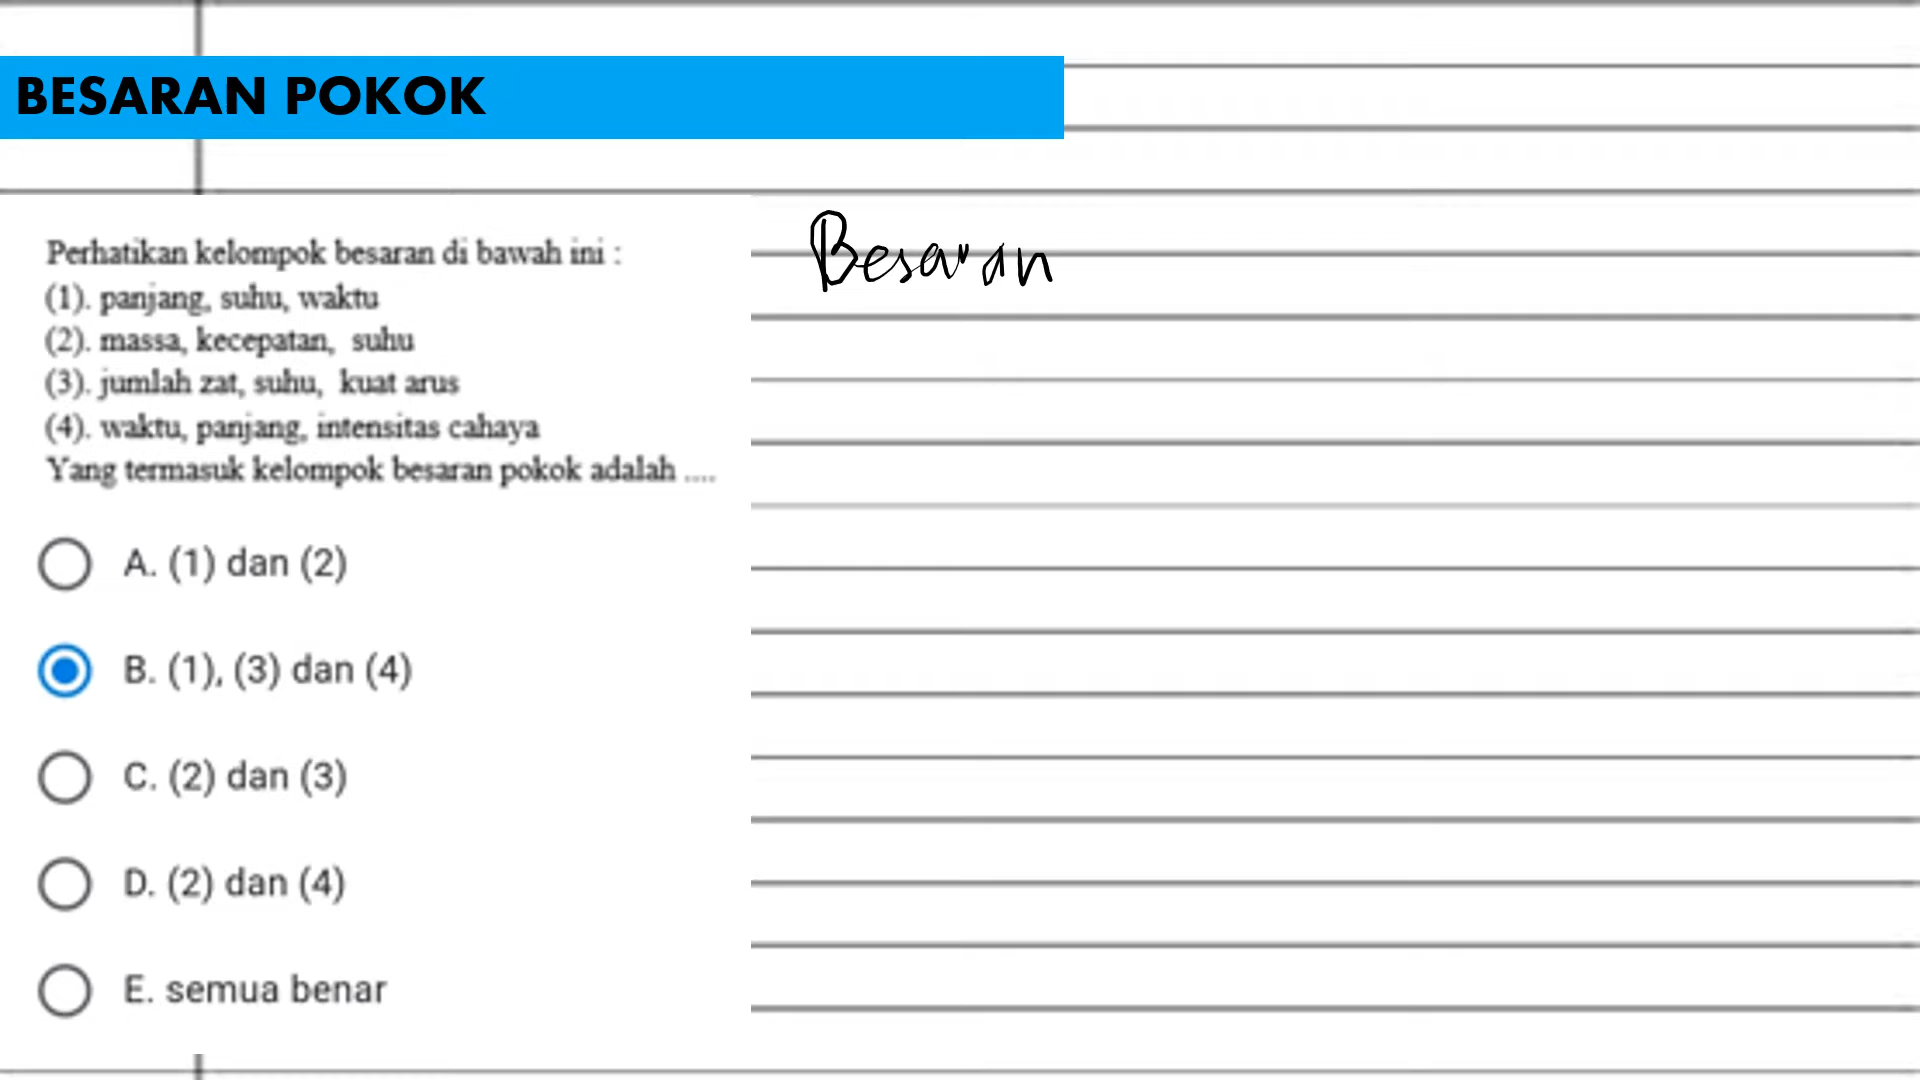 BESARAN POKOK
Perhatikan kelompok besaran di bawah ini :
(1). panjang, suhu, waktu
(2). massa, kecepatan, suhu
(3). jumlah zat, suhu, kuat arus
(4). waktu, panjang, intensitas cahaya
Yang termasuk kelompok besaran pokok adalah ....
A. (1) dan (2)
B. (1), (3) dan (4)
C. (2) dan (3)
D. (2) dan (4)
E. semua benar
Besaran